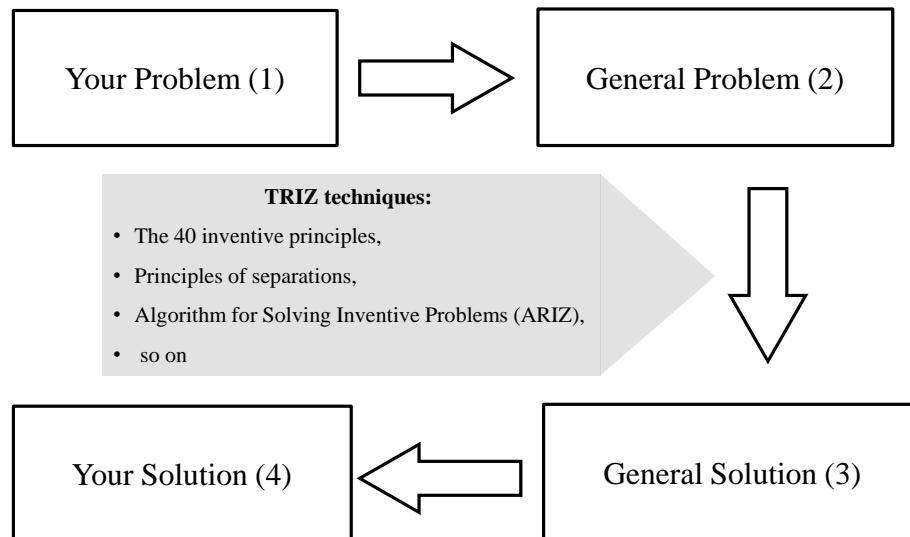 Your Problem (1)
General Problem (2)
TRIZ techniques:
• The 40 inventive principles,
• Principles of separations,
• Algorithm for Solving Inventive Problems (ARIZ),
• so on
Your Solution (4)
General Solution (3)